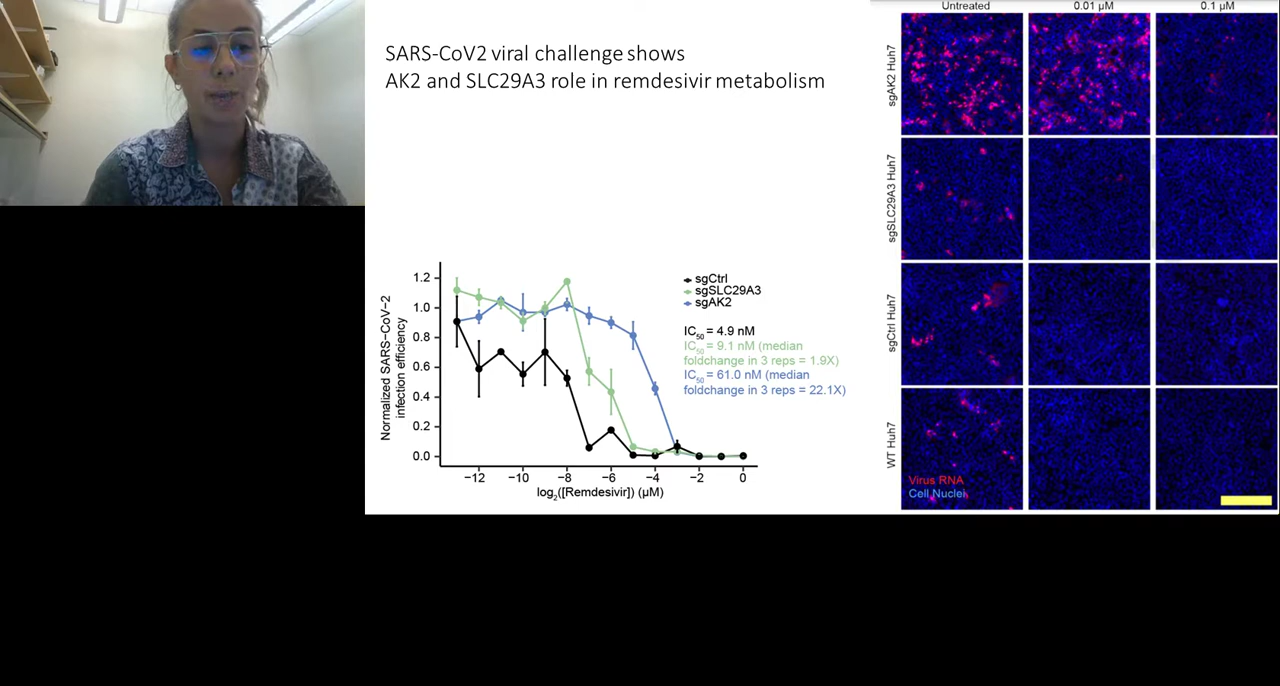 SARS-CoV2 viral challenge shows
AK2 and SLC29A3 role in remdesivir metabolism
Normalized SARS−CoV−2
infection efficiency
1.2
1.0
0.8
0.6
0.4
0.2
0.0
−12
−10
−8
−6
−4
−2
0
log2([Remdesivir]) (μM)
sgCtrl
sgSLC29A3
sgAK2
IC50 = 4.9 nM
IC50 = 9.1 nM (median
foldchange in 3 reps = 1.9X)
IC50 = 61.0 nM (median
foldchange in 3 reps = 22.1X)
Untreated
0.01 μM
0.1 μM
sgAK2 Huh7
sgSLC29A3 Huh7
sgCtrl Huh7
WT Huh7
Virus RNA
Cell Nuclei